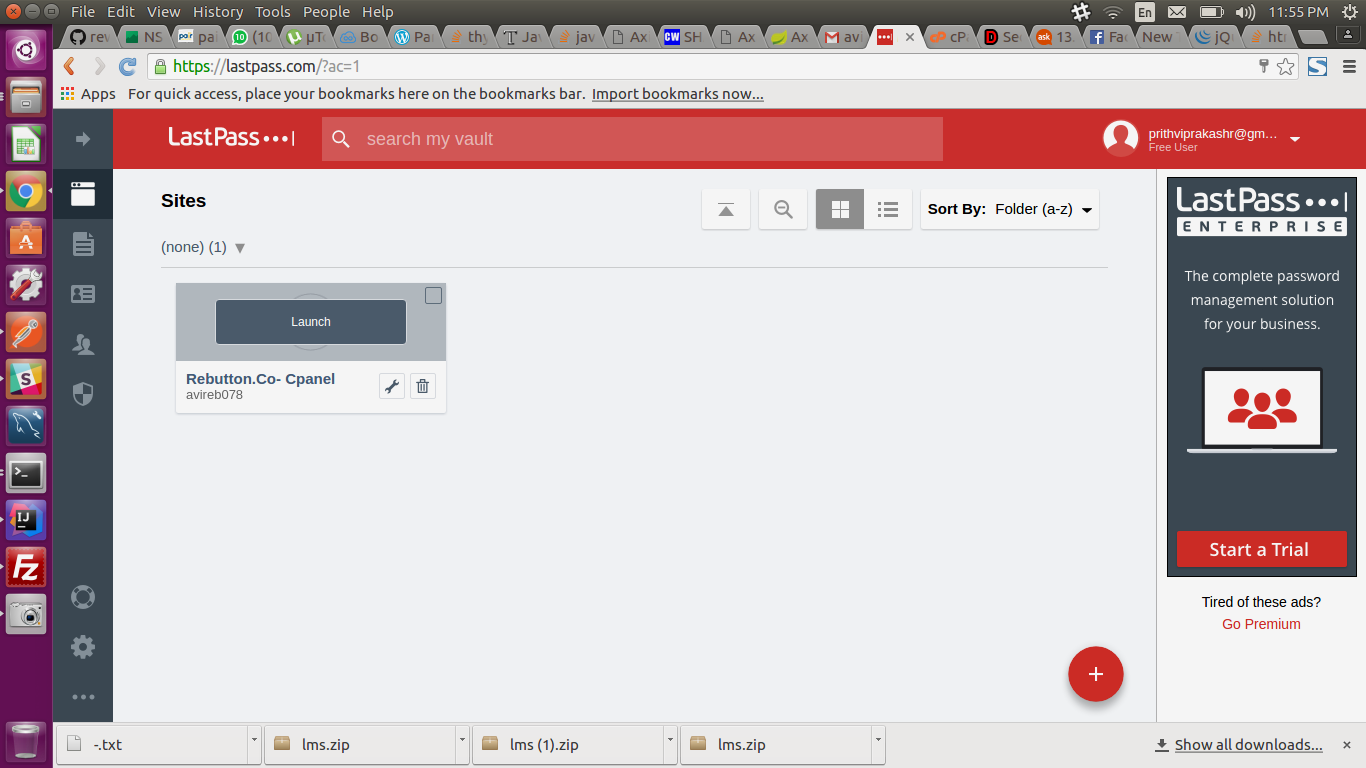 File Edit View History Tools People Help
En
11:55 PM
rev
NS
pai
(10
μTo
Bo
Pa
thy
Jav
jav
Ax
SH
Ax
Ax
avi
cPa
Se
13.
Fac
New T
jQ
htr
https://lastpass.com/?ac=1
Apps For quick access, place your bookmarks here on the bookmarks bar. Import bookmarks now...
LastPass
search my vault
prithviprakashr@gm...
Free User
Sites
Sort By: Folder (a-z)
(none) (1)
Launch
Rebutton.Co- Cpanel
avireb078
LastPass
ENTERPRISE
The complete password
management solution
for your business.
Start a Trial
Tired of these ads?
Go Premium
+
-.txt
lms.zip
lms (1).zip
lms.zip
Show all downloads...